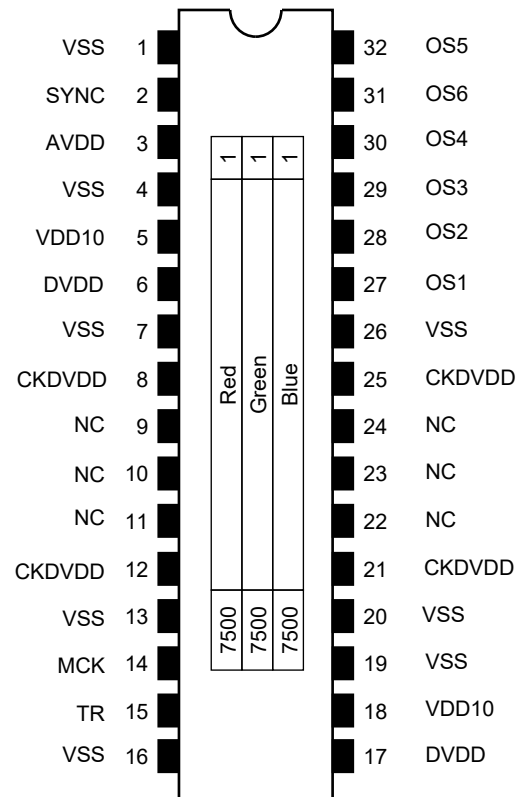 VSS 1 32 OS5
SYNC 2 31 OS6
AVDD 3 30 OS4
VSS 4 29 OS3
VDD10 5 28 OS2
DVDD 6 27 OS1
VSS 7 26 VSS
CKDVDD 8 25 CKDVDD
NC 9 24 NC
NC 10 23 NC
NC 11 22 NC
CKDVDD 12 21 CKDVDD
VSS 13 20 VSS
MCK 14 19 VSS
TR 15 18 VDD10
VSS 16 17 DVDD
1 1 1
Red Green Blue
7500 7500 7500